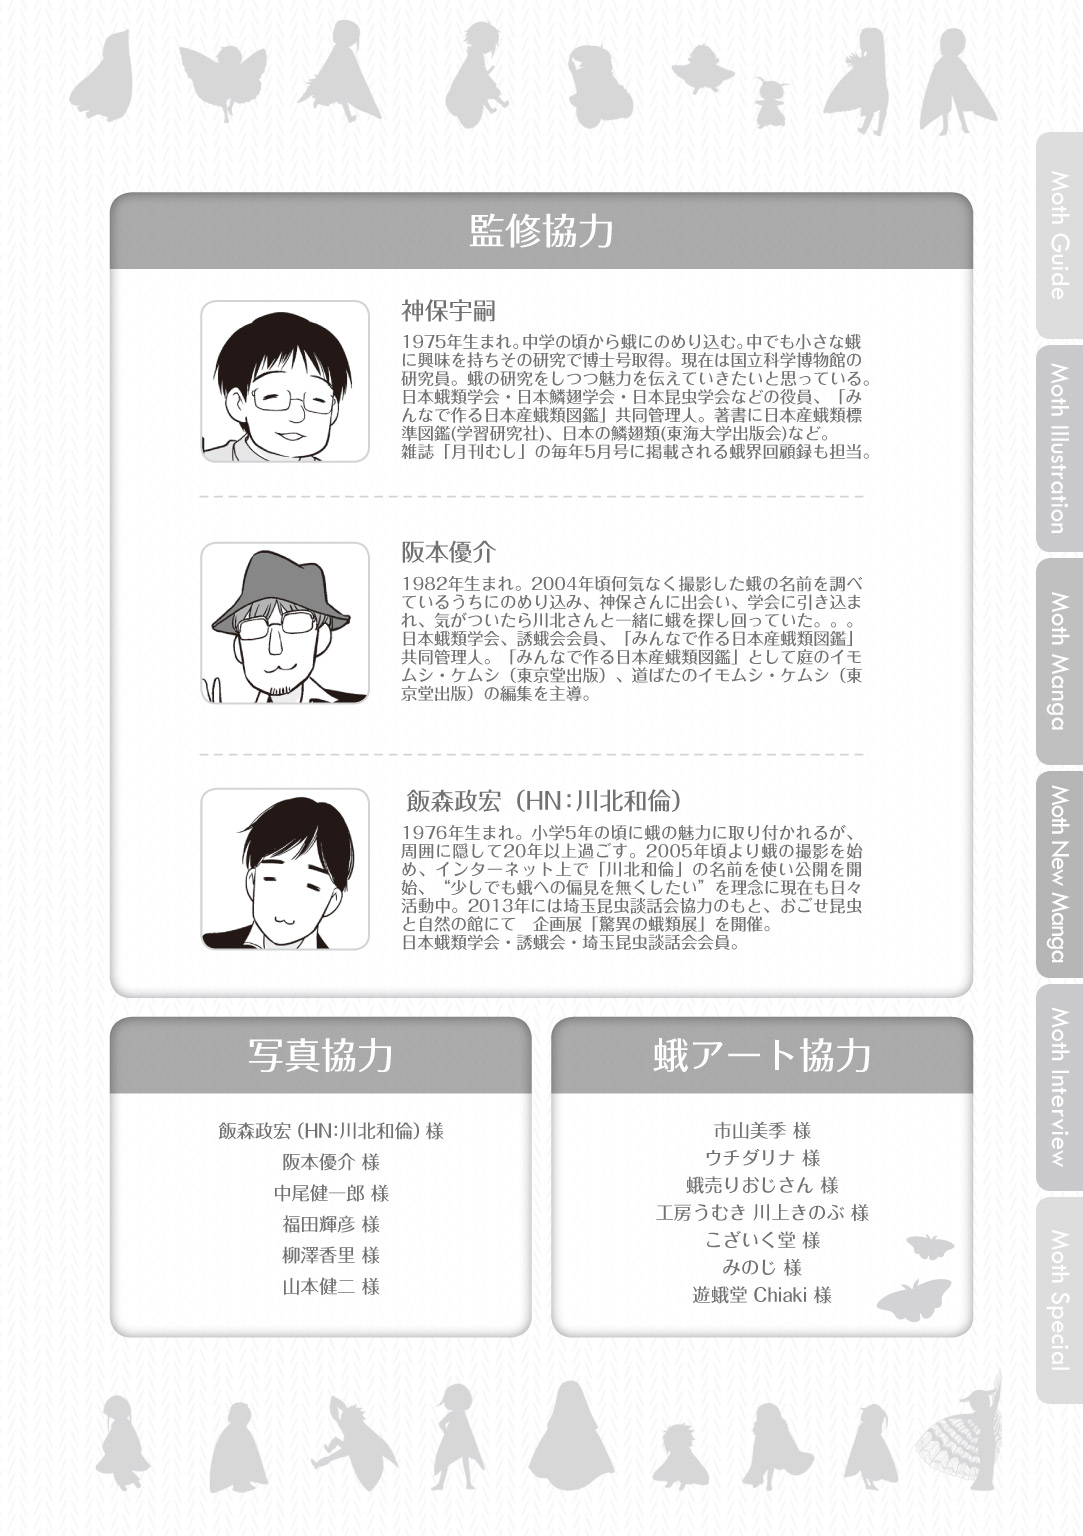 監修協力
神保宇嗣
1975年生まれ。中学の頃から蛾にのめり込む。中でも小さな蛾
に興味を持ちその研究で博士号取得。現在は国立科学博物館の
研究員。蛾の研究をしつつ魅力を伝えていきたいと思っている。
日本蛾類学会・日本鱗翅学会・日本昆虫学会などの役員、「み
んなで作る日本産蛾類図鑑」共同管理人。著書に日本産蛾類標
準図鑑(学習研究社)、日本の鱗翅類(東海大学出版会)など。
雑誌「月刊むし」の毎年5月号に掲載される蛾界回顧録も担当。
阪本優介
1982年生まれ。2004年頃何気なく撮影した蛾の名前を調べ
ているうちにのめり込み、神保さんに出会い、学会に引き込ま
れ、気がついたら川北さんと一緒に蛾を探し回っていた。。。
日本蛾類学会、誘蛾会会員、「みんなで作る日本産蛾類図鑑」
共同管理人。「みんなで作る日本産蛾類図鑑」として庭のイモ
ムシ・ケムシ（東京堂出版）、道ばたのイモムシ・ケムシ（東
京堂出版）の編集を主導。
飯森政宏（HN：川北和倫）
1976年生まれ。小学5年の頃に蛾の魅力に取り付かれるが、
周囲に隠して20年以上過ごす。2005年頃より蛾の撮影を始
め、インターネット上で「川北和倫」の名前を使い公開を開
始、“少しでも蛾への偏見を無くしたい”を理念に現在も日々
活動中。2013年には埼玉昆虫談話会協力のもと、おごせ昆虫
と自然の館にて　企画展「驚異の蛾類展」を開催。
日本蛾類学会・誘蛾会・埼玉昆虫談話会会員。
写真協力
飯森政宏（HN：川北和倫）様
阪本優介 様
中尾健一郎 様
福田輝彦 様
柳澤香里 様
山本健二 様
蛾アート協力
市山美季 様
ウチダリナ 様
蛾売りおじさん 様
工房うむき 川上きのぶ 様
こざいく堂 様
みのじ 様
遊蛾堂 Chiaki 様
Moth Guide
Moth Illustration
Moth Manga
Moth New Manga
Moth Interview
Moth Special